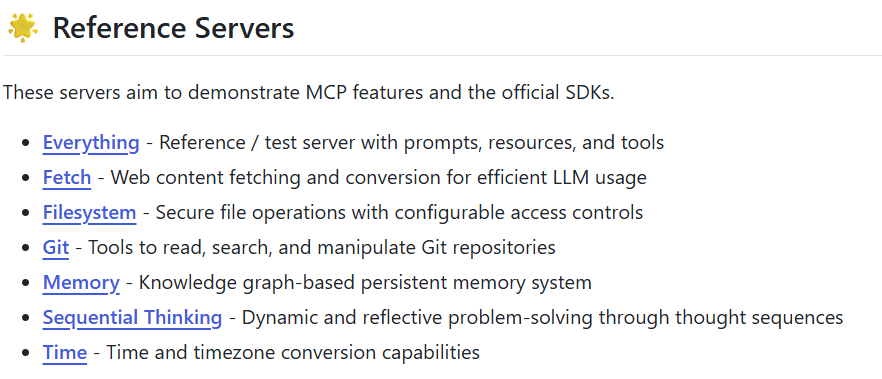 🌟 Reference Servers
These servers aim to demonstrate MCP features and the official SDKs.
• Everything - Reference / test server with prompts, resources, and tools
• Fetch - Web content fetching and conversion for efficient LLM usage
• Filesystem - Secure file operations with configurable access controls
• Git - Tools to read, search, and manipulate Git repositories
• Memory - Knowledge graph-based persistent memory system
• Sequential Thinking - Dynamic and reflective problem-solving through thought sequences
• Time - Time and timezone conversion capabilities